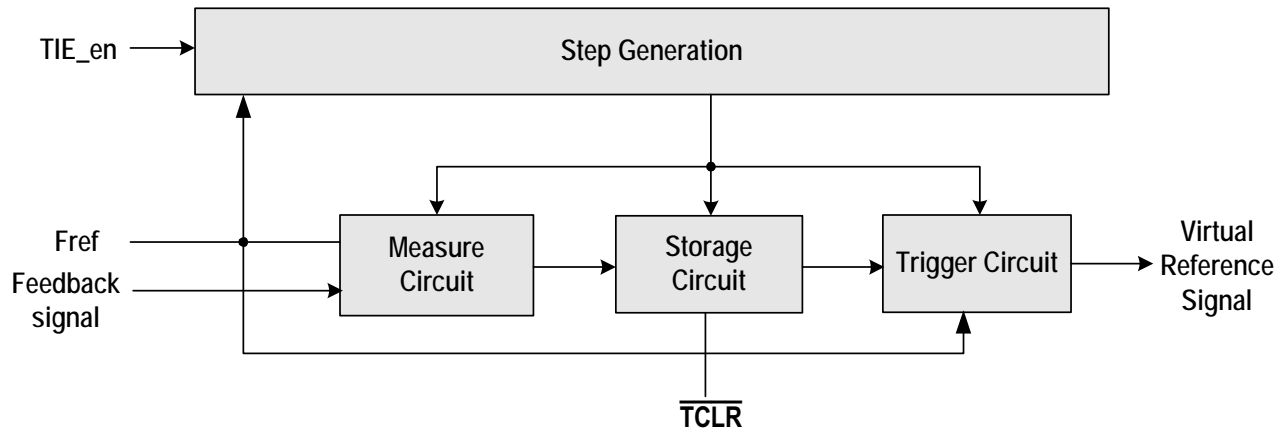 TIE_en
Step Generation
Fref
Feedback
signal
Measure
Circuit
Storage
Circuit
Trigger Circuit
Virtual
Reference
Signal
TCLR